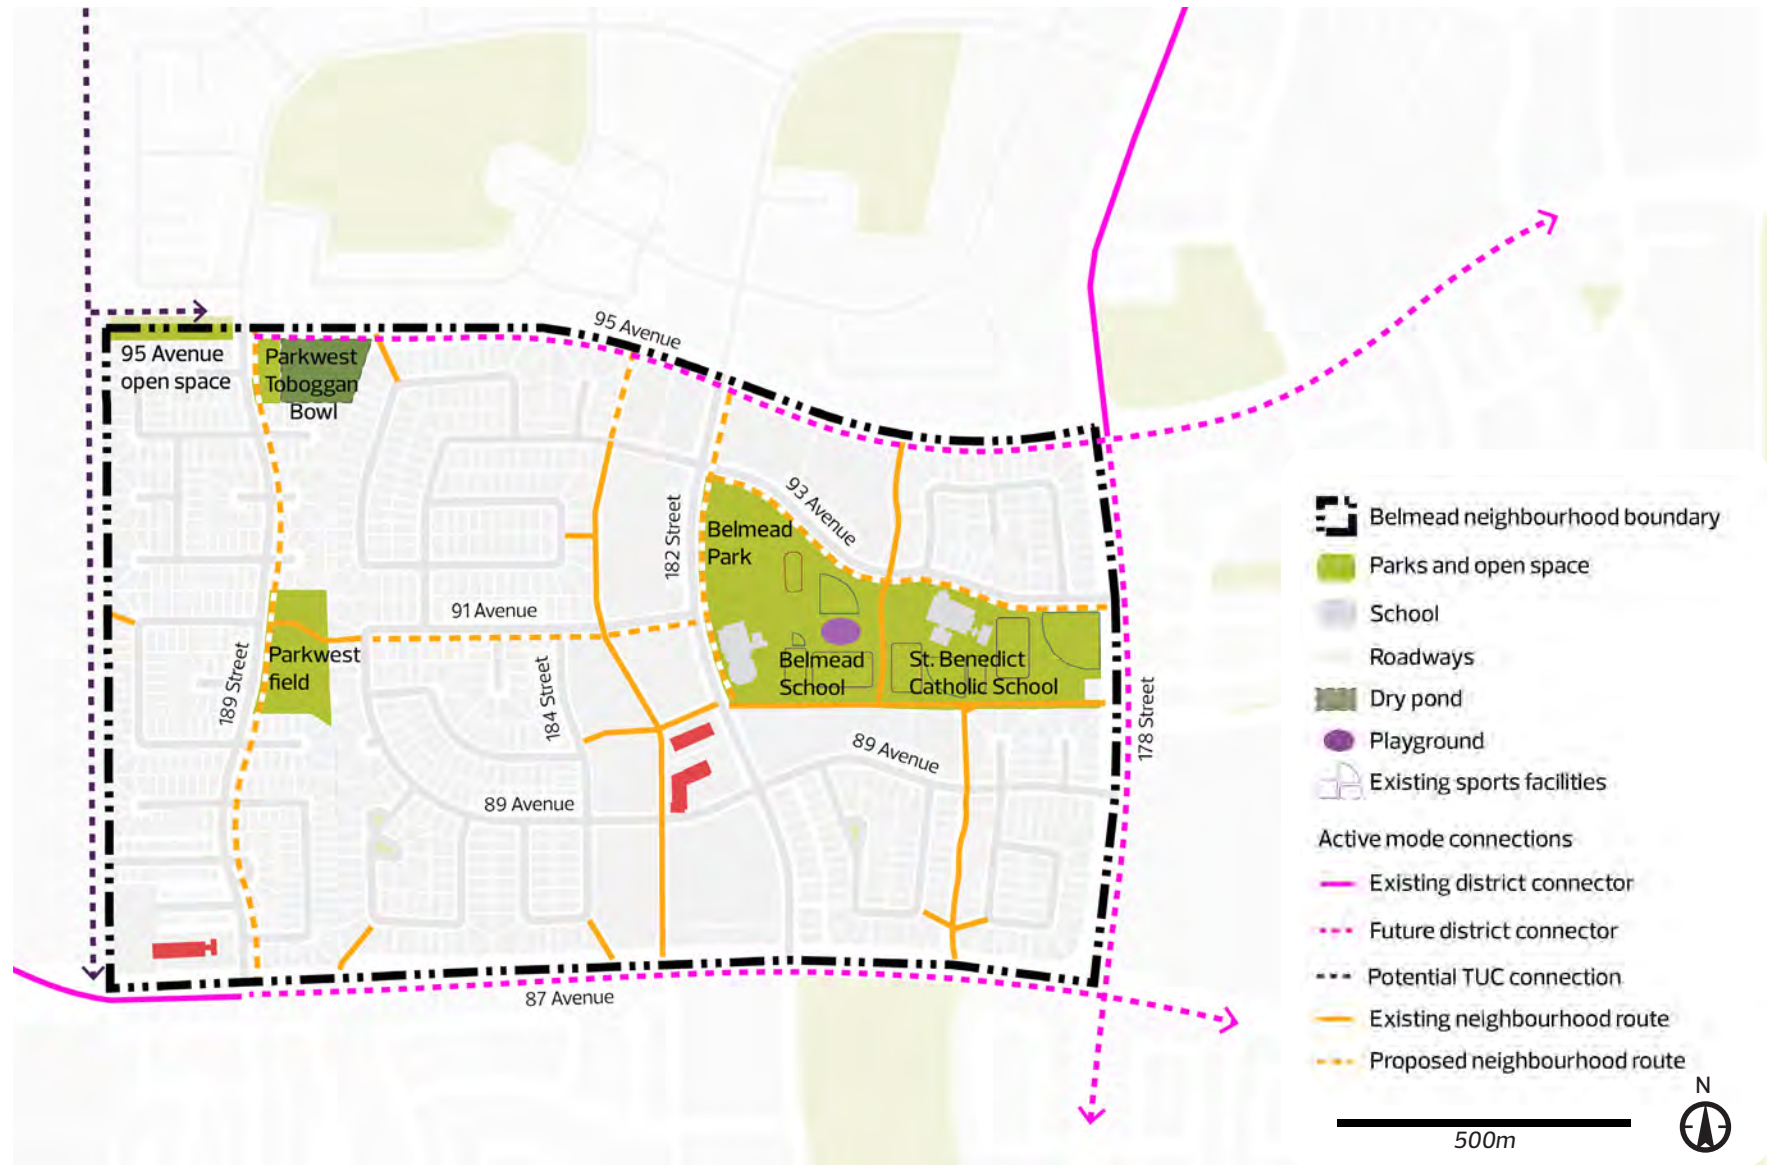 95 Avenue
95 Avenue
open space
Parkwest
Toboggan
Bowl
93 Avenue
182 Street
Belmead
Park
91 Avenue
Parkwest
field
189 Street
184 Street
Belmead
School
St. Benedict
Catholic School
178 Street
89 Avenue
89 Avenue
87 Avenue
Belmead neighbourhood boundary
Parks and open space
School
Roadways
Dry pond
Playground
Existing sports facilities
Active mode connections
Existing district connector
Future district connector
Potential TUC connection
Existing neighbourhood route
Proposed neighbourhood route
N
500m